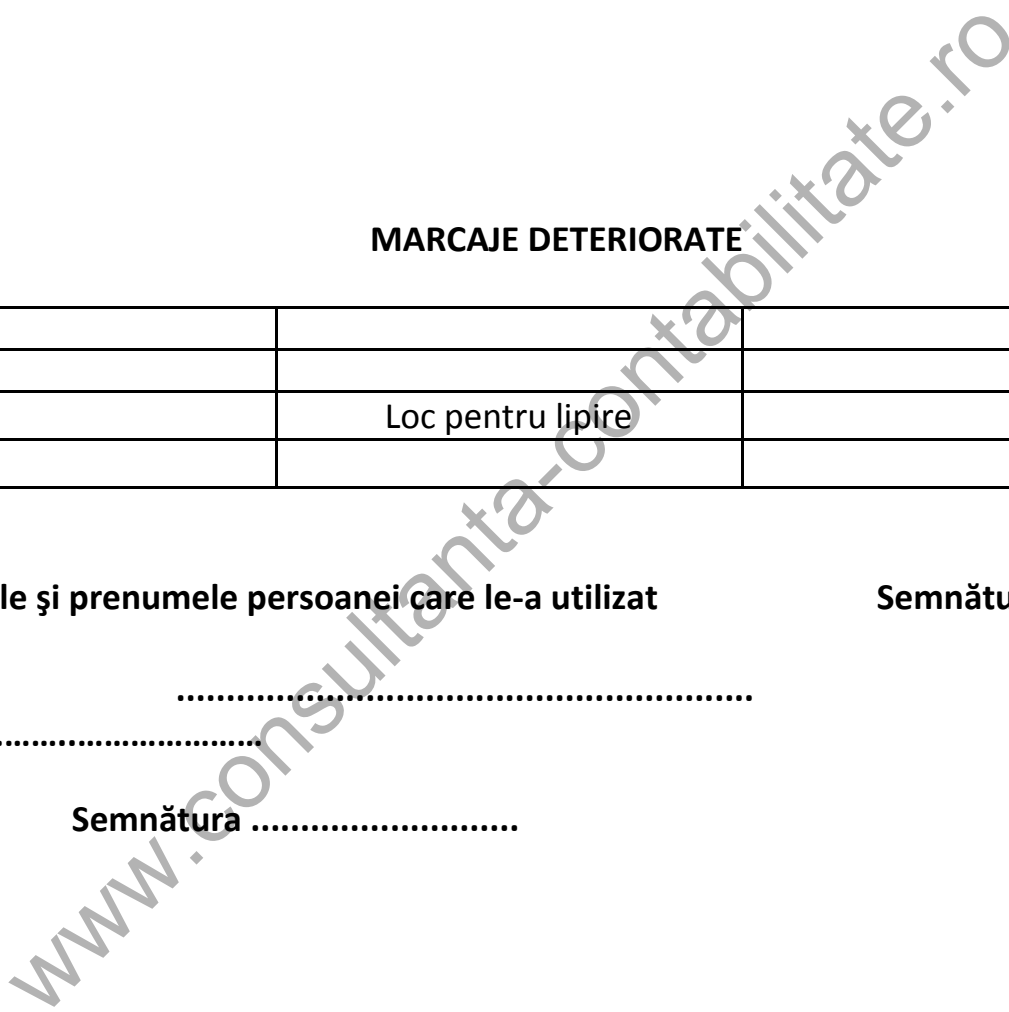 MARCAJE DETERIORATE
Loc pentru lipire
le şi prenumele persoanei care le-a utilizat Semnătu
..........................................................
..............................
Semnătura ...........................
www.consultanta-contabilitate.ro